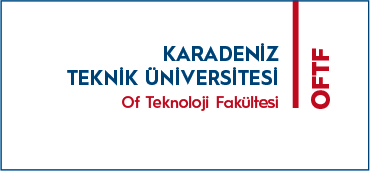 KARADENİZ
TEKNİK ÜNİVERSİTESİ
Of Teknoloji Fakültesi
OFTF